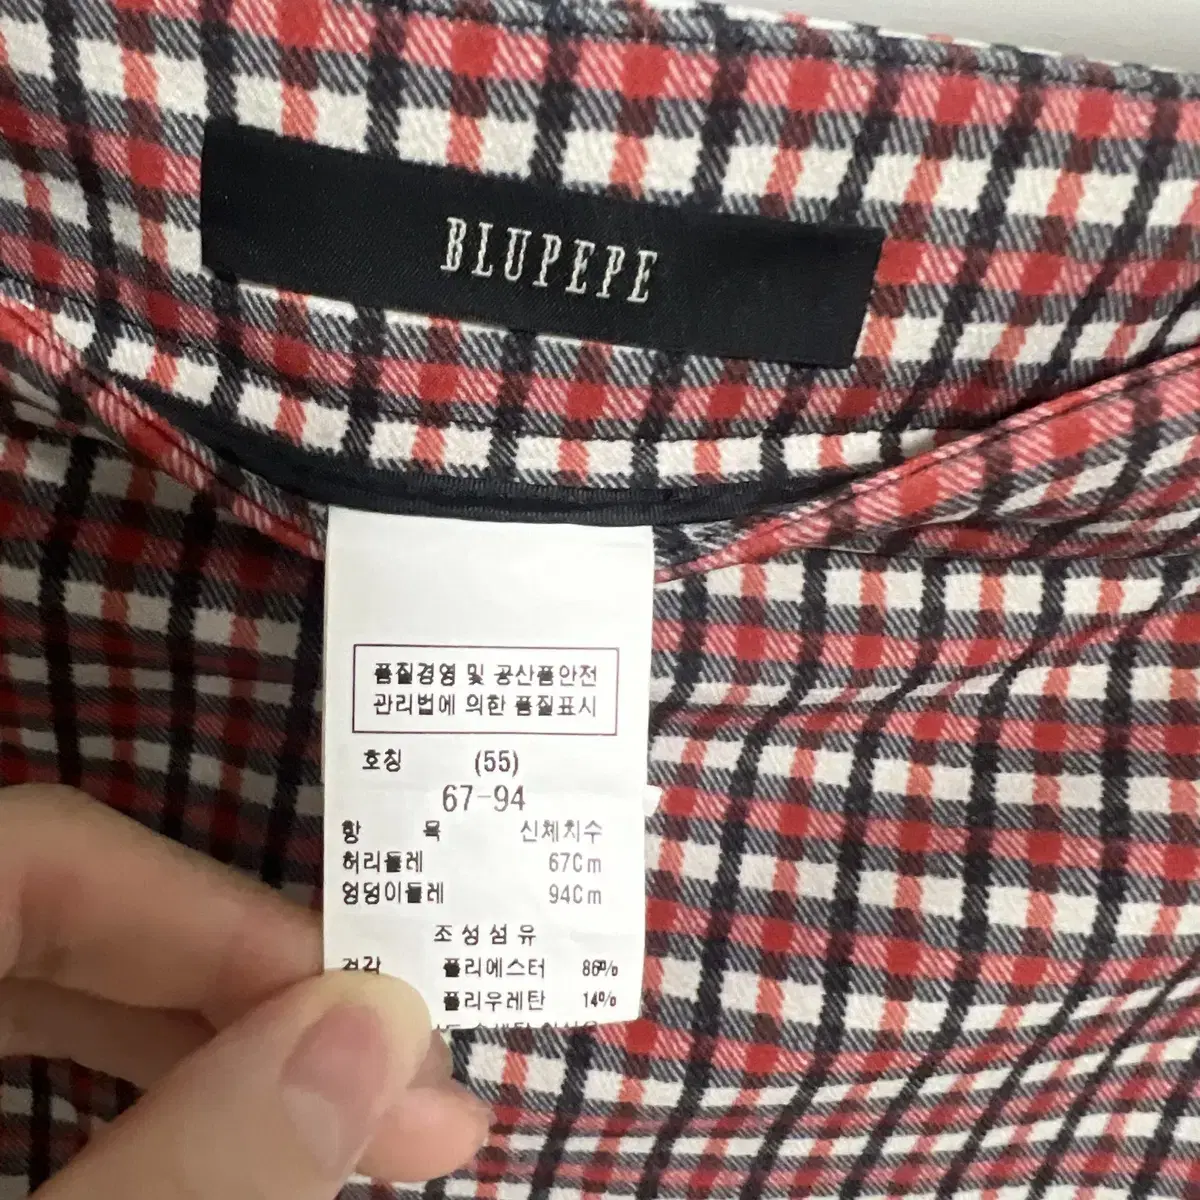 BLUPEPE
품질경영 및 공산품안전
관리법에 의한 품질표시
호칭 (55)
67-94
항 목 신체치수
허리둘레 67Cm
엉덩이둘레 94Cm
조성섬유
겉감 폴리에스터 86%
폴리우레탄 14%